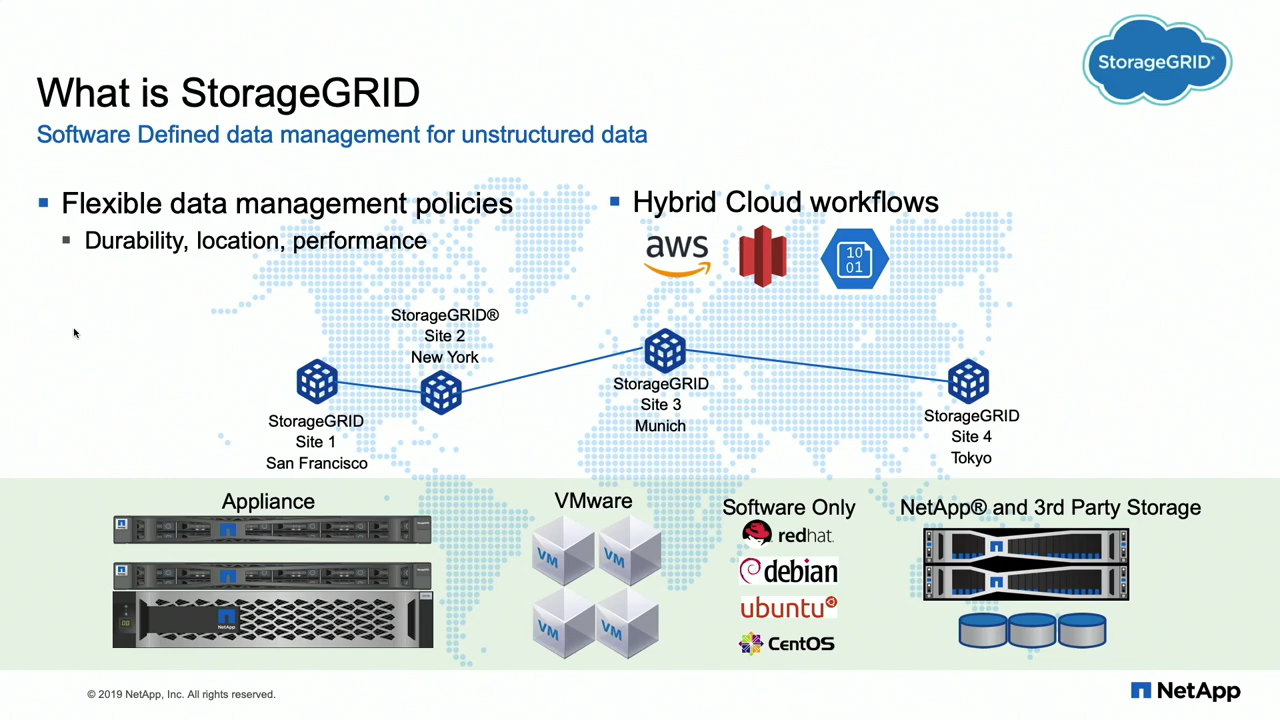 StorageGRID®
What is StorageGRID
Software Defined data management for unstructured data
Flexible data management policies
Durability, location, performance
Hybrid Cloud workflows
aws
10
01
StorageGRID®
Site 2
New York
StorageGRID
Site 1
San Francisco
StorageGRID
Site 3
Munich
StorageGRID
Site 4
Tokyo
Appliance
NetApp
VMware
VM
VM
VM
VM
Software Only
redhat.
debian
ubuntu
CentOS
NetApp® and 3rd Party Storage
© 2019 NetApp, Inc. All rights reserved.
NetApp